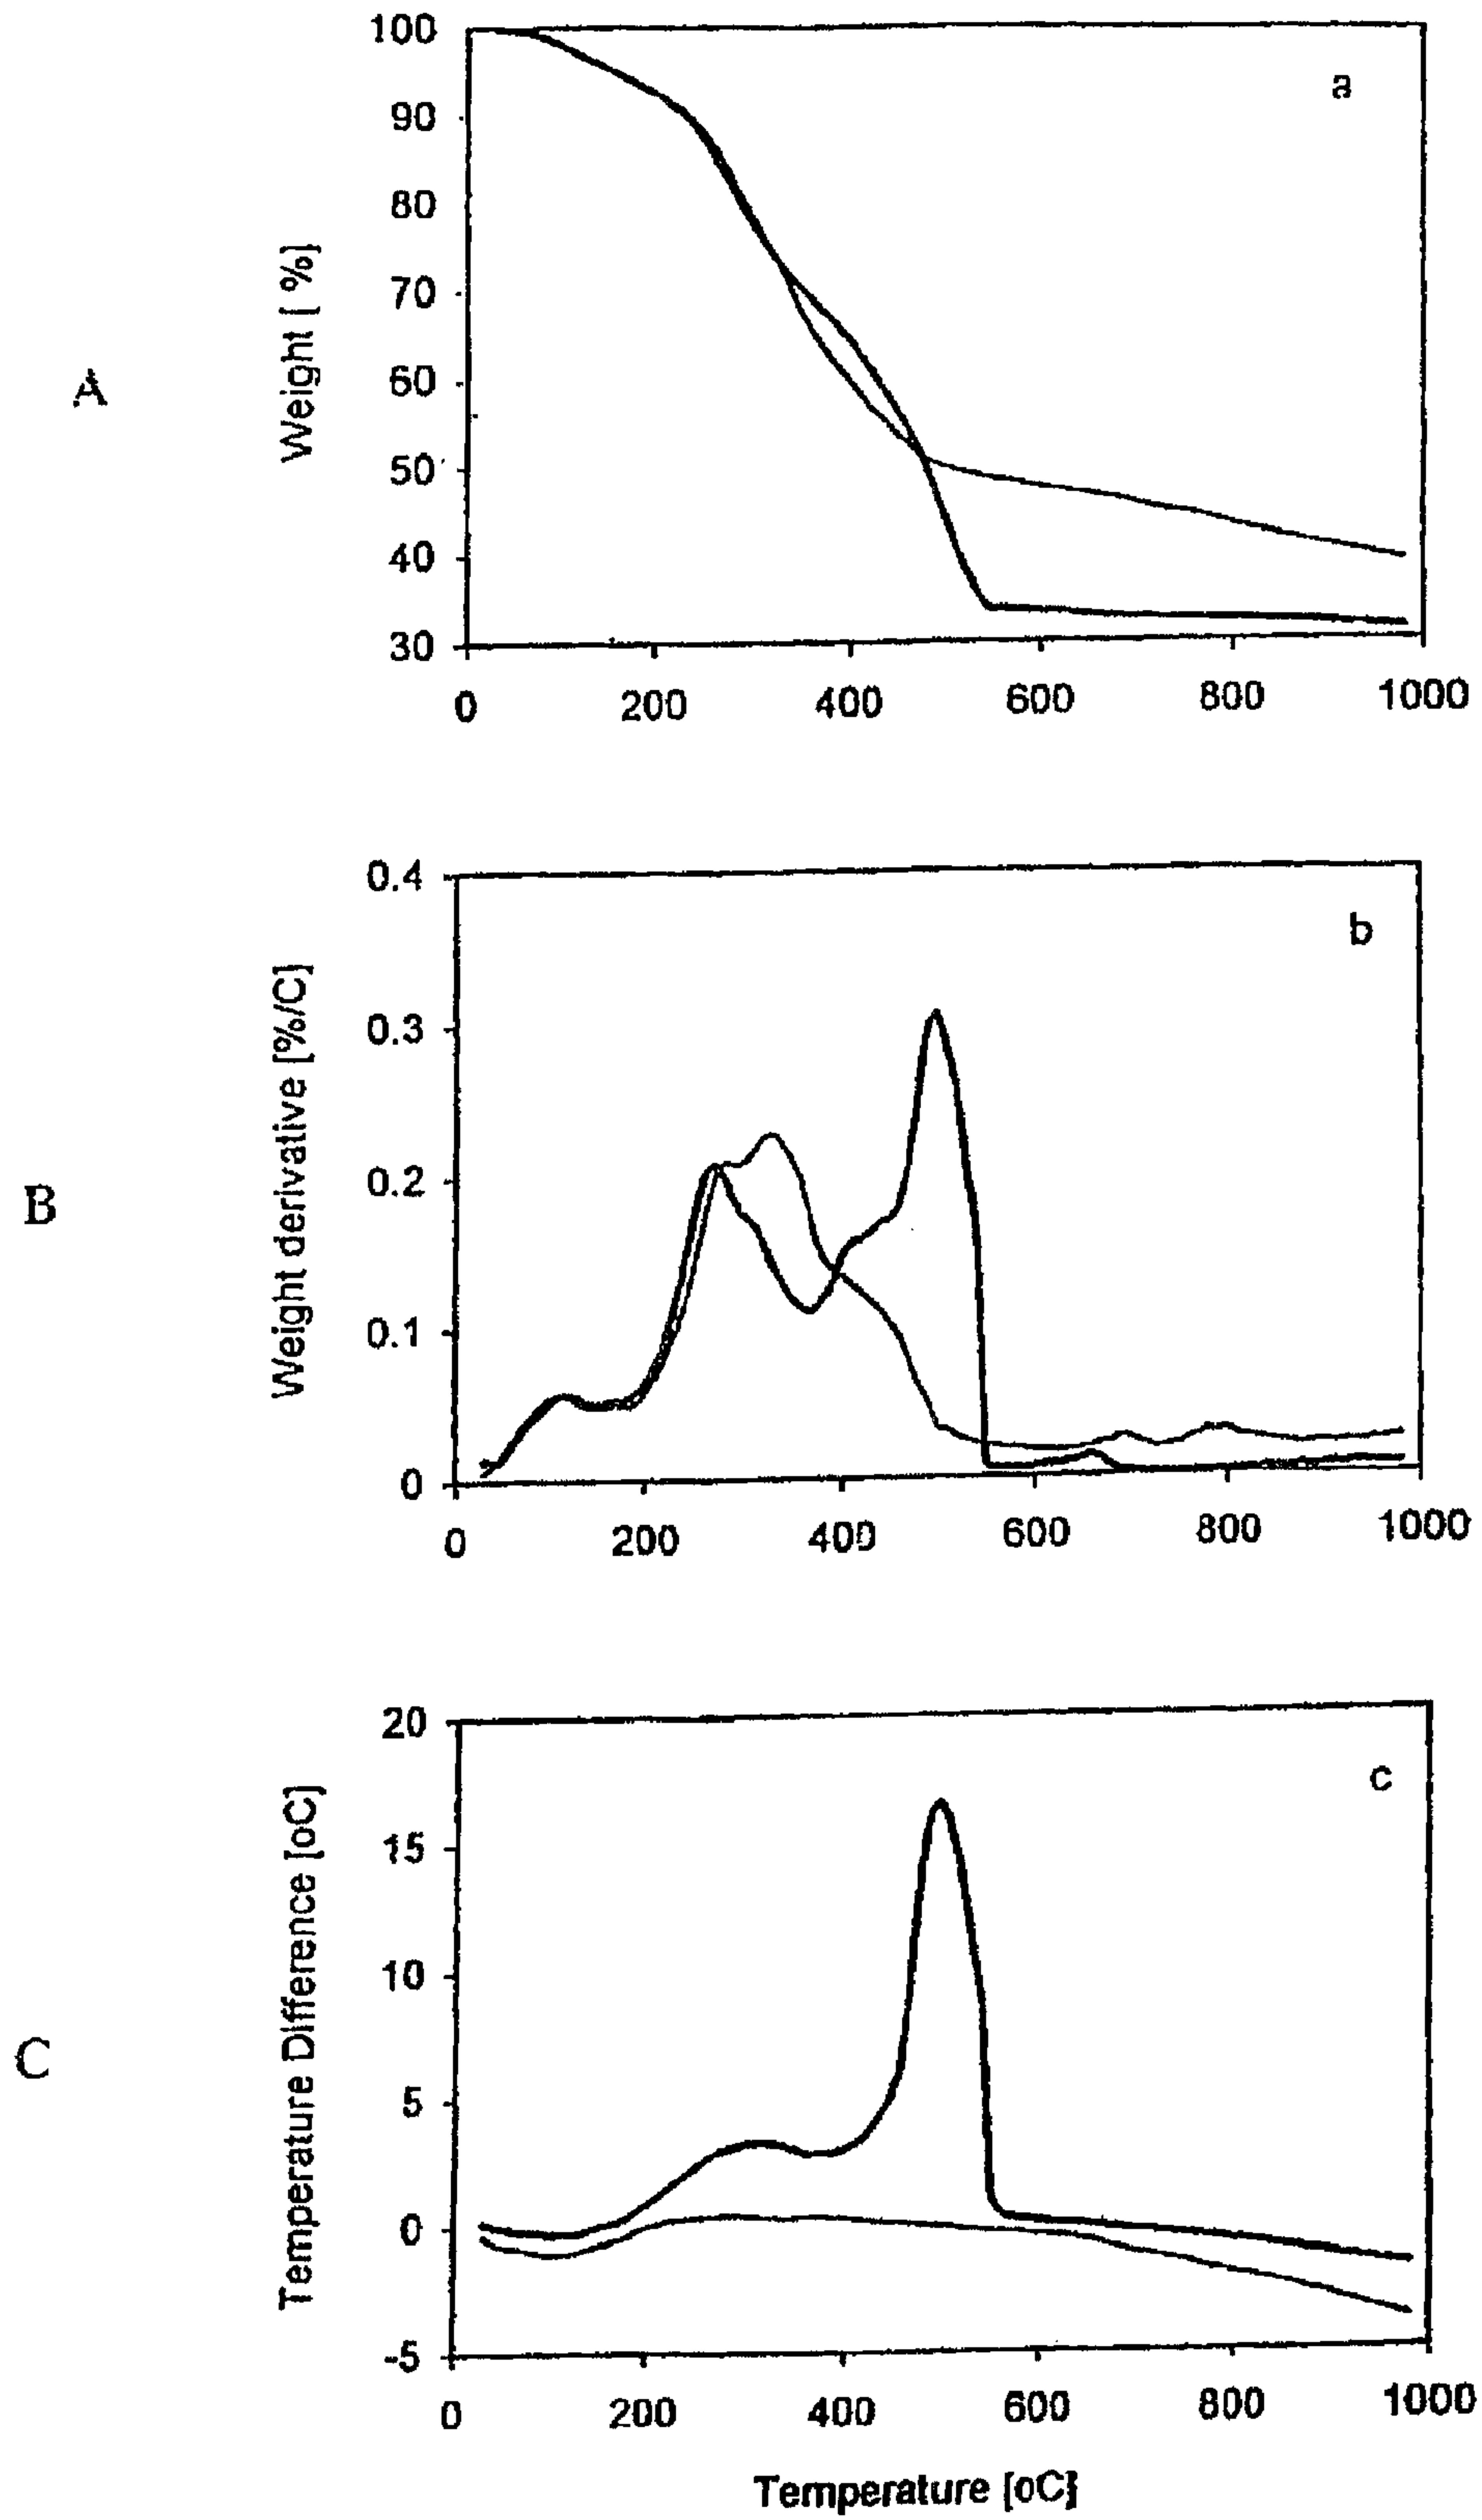 100
a
90
80
A
Weight [ %]
70
60
50
40
30
0 200 400 600 800 1000
0.4
b
B
Weight derivative [%/C]
0.3
0.2
0.1
0
0 200 400 600 800 1000
20
c
C
Temperature Difference [oC]
15
10
5
0
-5
0 200 400 600 800 1000
Temperature [oC]